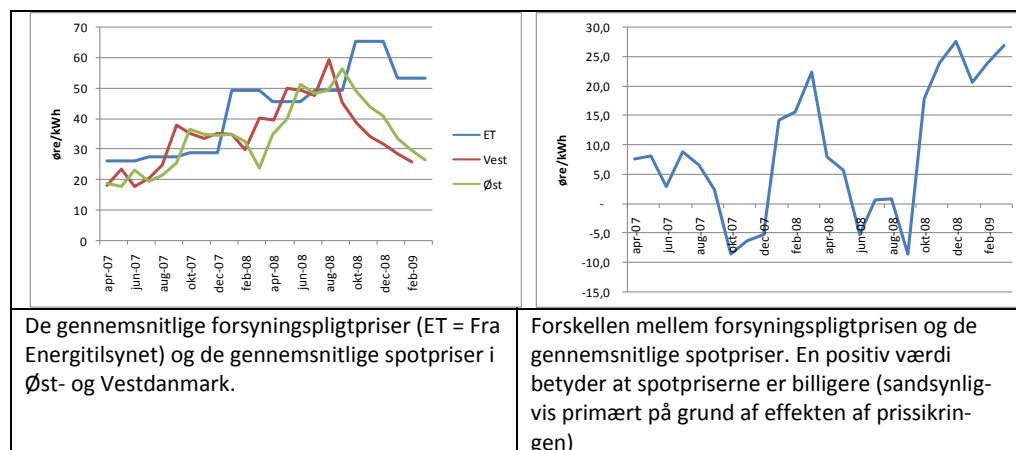 70
60
50
40
30
20
10
0
øre/kWh
apr-07
jun-07
aug-07
okt-07
dec-07
feb-08
apr-08
jun-08
aug-08
okt-08
dec-08
feb-09
ET
Vest
Øst
30,0
25,0
20,0
15,0
10,0
5,0
-
-5,0
-10,0
-15,0
øre/kWh
apr-07
jun-07
aug-07
okt-07
dec-07
feb-08
apr-08
jun-08
aug-08
okt-08
dec-08
feb-09
De gennemsnitlige forsyningspligtpriser (ET = Fra
Energitilsynet) og de gennemsnitlige spotpriser i
Øst- og Vestdanmark.
Forskellen mellem forsyningspligtprisen og de
gennemsnitlige spotpriser. En positiv værdi
betyder at spotpriserne er billigere (sandsynlig-
vis primært på grund af effekten af prissikrin-
gen)